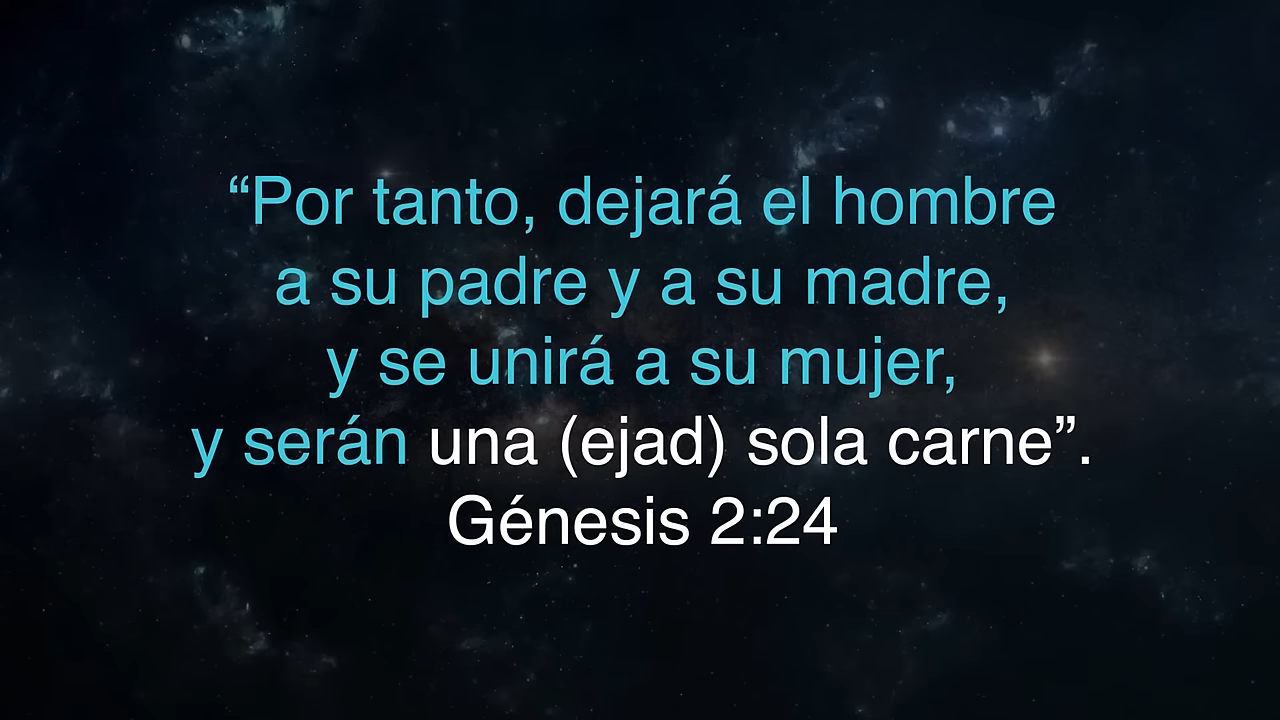 “Por tanto, dejará el hombre
a su padre y a su madre,
y se unirá a su mujer,
y serán una (ejad) sola carne”.
Génesis 2:24